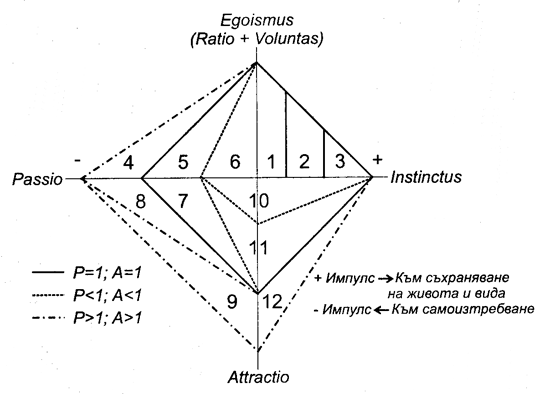 Egoismus
(Ratio + Voluntas)
- 4 5 6 1 2 3 +
Passio
Instinctus
8 7 10
11
9 12
P=1; A=1
P<1; A<1
P>1; A>1
+ Импулс → Към съхраняване
на живота и вида
- Импулс ← Към самоизтребване
Attractio